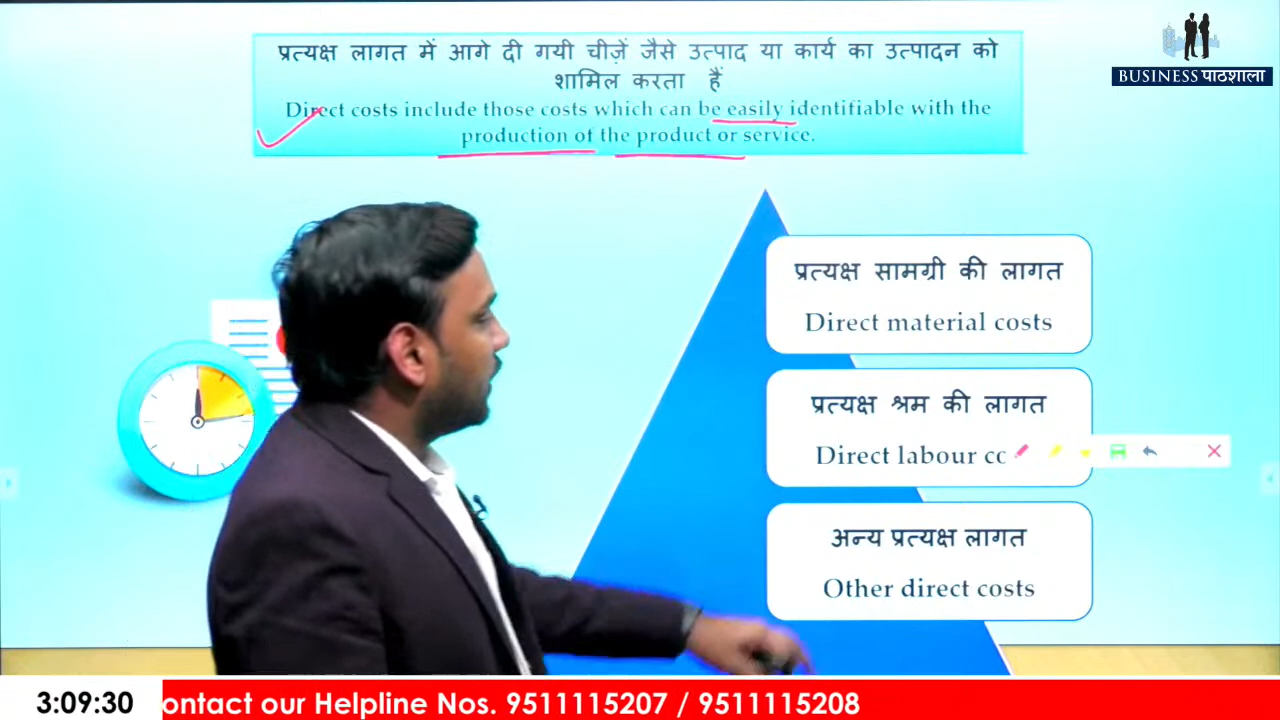 प्रत्यक्ष लागत में आगे दी गयी चीज़ें जैसे उत्पाद या कार्य का उत्पादन को
शामिल करता हैं
Direct costs include those costs which can be easily identifiable with the
production of the product or service.
BUSINESS पाठशाला
प्रत्यक्ष सामग्री की लागत
Direct material costs
प्रत्यक्ष श्रम की लागत
Direct labour
अन्य प्रत्यक्ष लागत
Other direct costs
3:09:30
ontact our Helpline Nos. 9511115207 / 9511115208